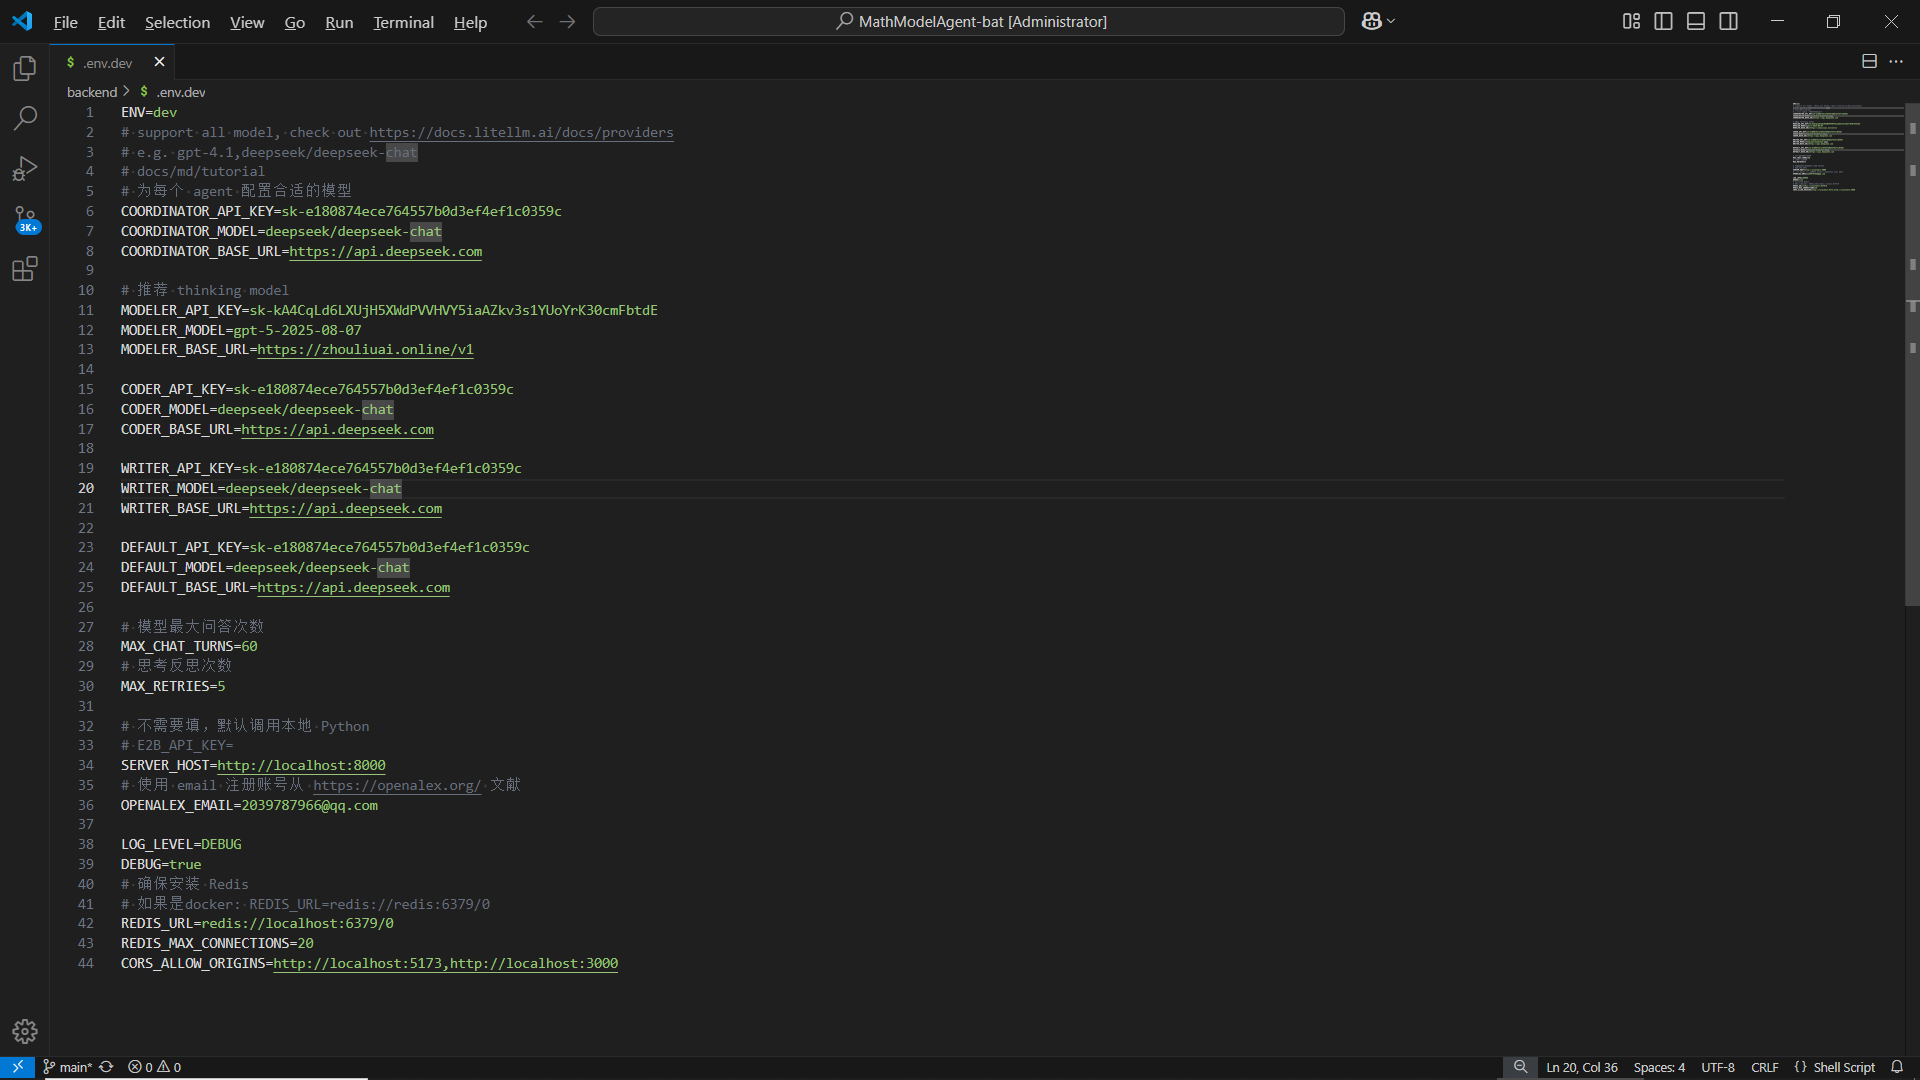 File Edit Selection View Go Run Terminal Help MathModelAgent-bat [Administrator]
$ .env.dev
backend > $ .env.dev
1 ENV=dev
2 # support all model, check out https://docs.litellm.ai/docs/providers
3 # e.g. gpt-4.1,deepseek/deepseek-chat
4 # docs/md/tutorial
5 # 为每个 agent 配置合适的模型
6 COORDINATOR_API_KEY=sk-e180874ece764557b0d3ef4ef1c0359c
7 COORDINATOR_MODEL=deepseek/deepseek-chat
8 COORDINATOR_BASE_URL=https://api.deepseek.com
9
10 # 推荐 thinking model
11 MODELER_API_KEY=sk-kA4CqLd6LXUjH5XWdPVVHVY5iaAZkv3s1YUoYrK30cmFbtdE
12 MODELER_MODEL=gpt-5-2025-08-07
13 MODELER_BASE_URL=https://zhouliuai.online/v1
14
15 CODER_API_KEY=sk-e180874ece764557b0d3ef4ef1c0359c
16 CODER_MODEL=deepseek/deepseek-chat
17 CODER_BASE_URL=https://api.deepseek.com
18
19 WRITER_API_KEY=sk-e180874ece764557b0d3ef4ef1c0359c
20 WRITER_MODEL=deepseek/deepseek-chat
21 WRITER_BASE_URL=https://api.deepseek.com
22
23 DEFAULT_API_KEY=sk-e180874ece764557b0d3ef4ef1c0359c
24 DEFAULT_MODEL=deepseek/deepseek-chat
25 DEFAULT_BASE_URL=https://api.deepseek.com
26
27 # 模型最大问答次数
28 MAX_CHAT_TURNS=60
29 # 思考反思次数
30 MAX_RETRIES=5
31
32 # 不需要填，默认调用本地 Python
33 # E2B_API_KEY=
34 SERVER_HOST=http://localhost:8000
35 # 使用 email 注册账号从 https://openalex.org/ 文献
36 OPENALEX_EMAIL=2039787966@qq.com
37
38 LOG_LEVEL=DEBUG
39 DEBUG=true
40 # 确保安装 Redis
41 # 如果是docker: REDIS_URL=redis://redis:6379/0
42 REDIS_URL=redis://localhost:6379/0
43 REDIS_MAX_CONNECTIONS=20
44 CORS_ALLOW_ORIGINS=http://localhost:5173,http://localhost:3000
3K+
main* 0 0 Ln 20, Col 36 Spaces: 4 UTF-8 CRLF {} Shell Script